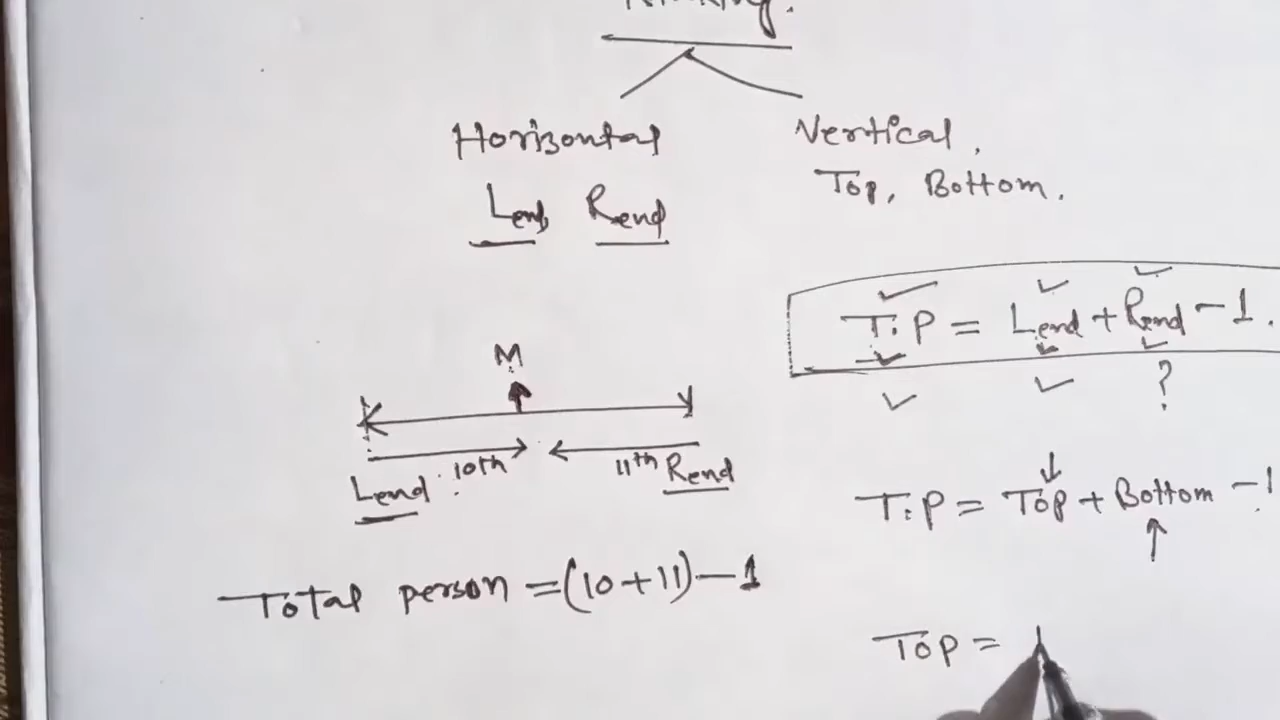 Horizontal
Vertical,
Lend, Rend
Top, Bottom.
T.P = Lend + Rend - 1.
?
M
10th
11th
Lend
Rend
T.P = Top + Bottom - 1
Total person = (10+11) - 1
Top =